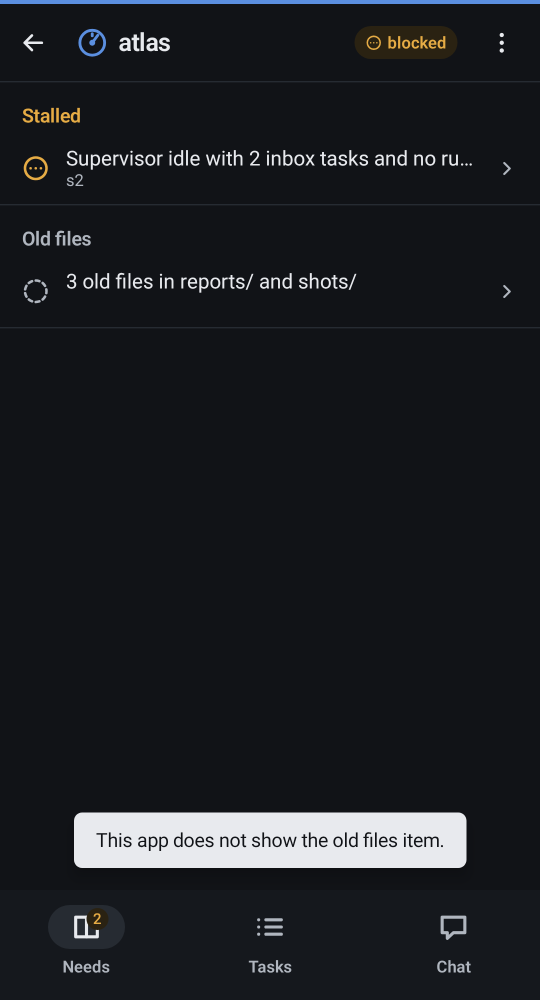 atlas
blocked
Stalled
Supervisor idle with 2 inbox tasks and no ru...
s2
Old files
3 old files in reports/ and shots/
This app does not show the old files item.
2
Needs
Tasks
Chat